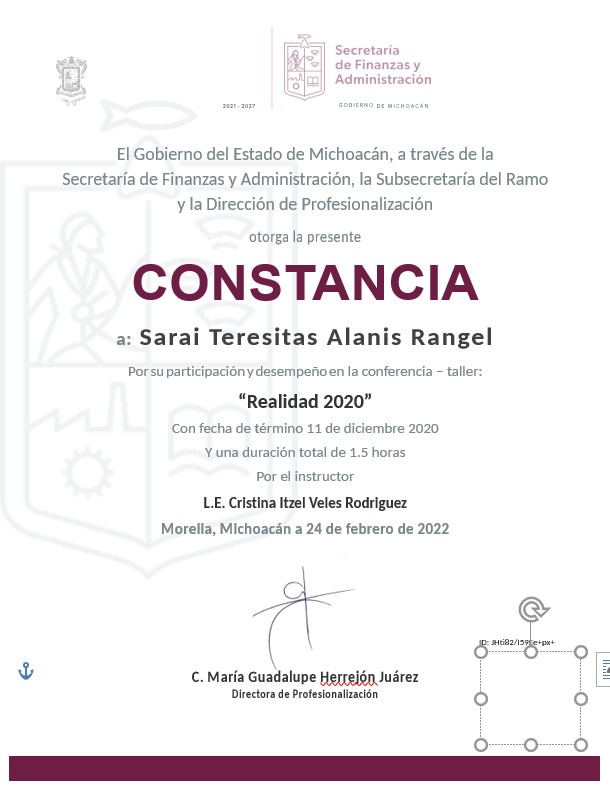 Secretaría
de Finanzas y
Administración
2021 - 2027
GOBIERNO DE MICHOACÁN
El Gobierno del Estado de Michoacán, a través de la
Secretaría de Finanzas y Administración, la Subsecretaría del Ramo
y la Dirección de Profesionalización
otorga la presente
CONSTANCIA
a: Sarai Teresitas Alanis Rangel
Por su participación y desempeño en la conferencia – taller:
“Realidad 2020”
Con fecha de término 11 de diciembre 2020
Y una duración total de 1.5 horas
Por el instructor
L.E. Cristina Itzel Veles Rodriguez
Morelia, Michoacán a 24 de febrero de 2022
C. María Guadalupe Herrejón Juárez
Directora de Profesionalización
ID: